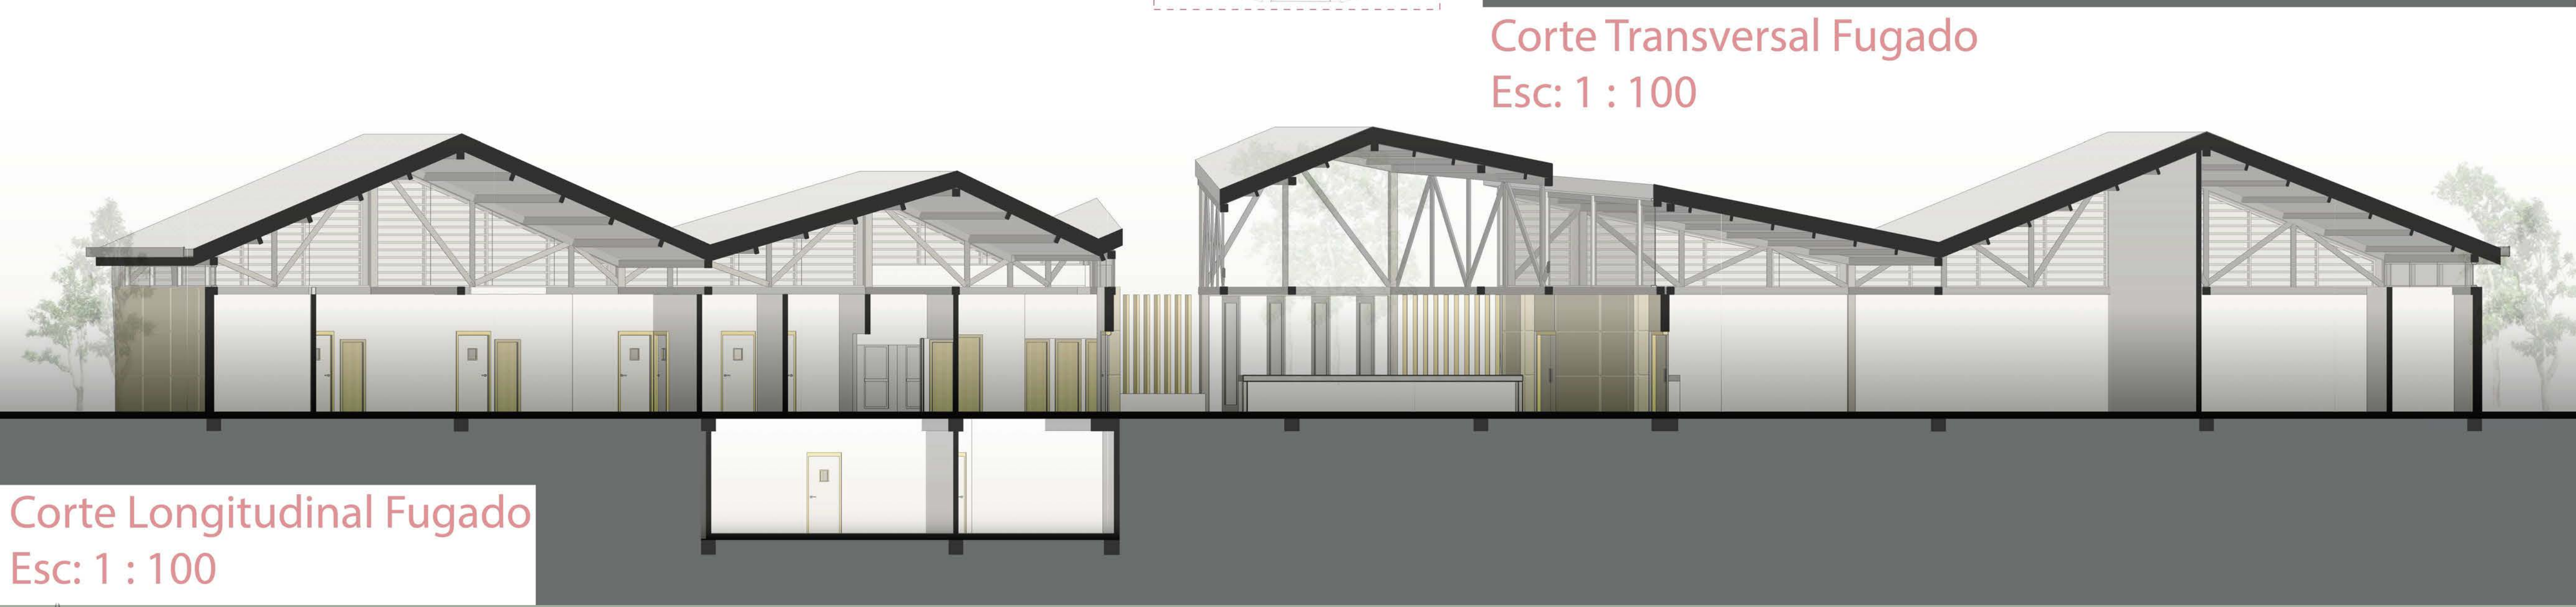 Corte Transversal Fugado
Esc: 1 : 100
Corte Longitudinal Fugado
Esc: 1 : 100